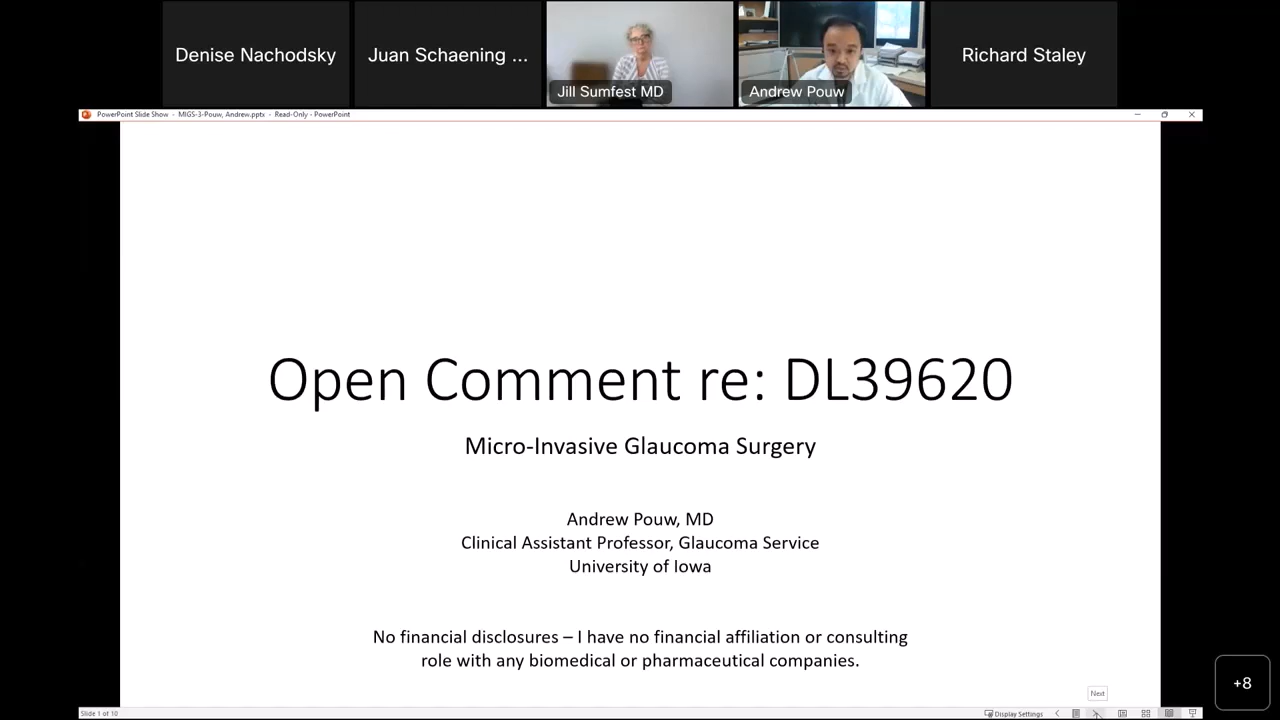 Denise Nachodsky
Juan Schaening ...
Jill Sumfest MD
Andrew Pouw
Richard Staley
PowerPoint Slide Show - MIGS-3-Pouw, Andrew.pptx - Read-Only - PowerPoint
Open Comment re: DL39620
Micro-Invasive Glaucoma Surgery
Andrew Pouw, MD
Clinical Assistant Professor, Glaucoma Service
University of Iowa
No financial disclosures – I have no financial affiliation or consulting
role with any biomedical or pharmaceutical companies.
+8
Next
Slide 1 of 10
Display Settings